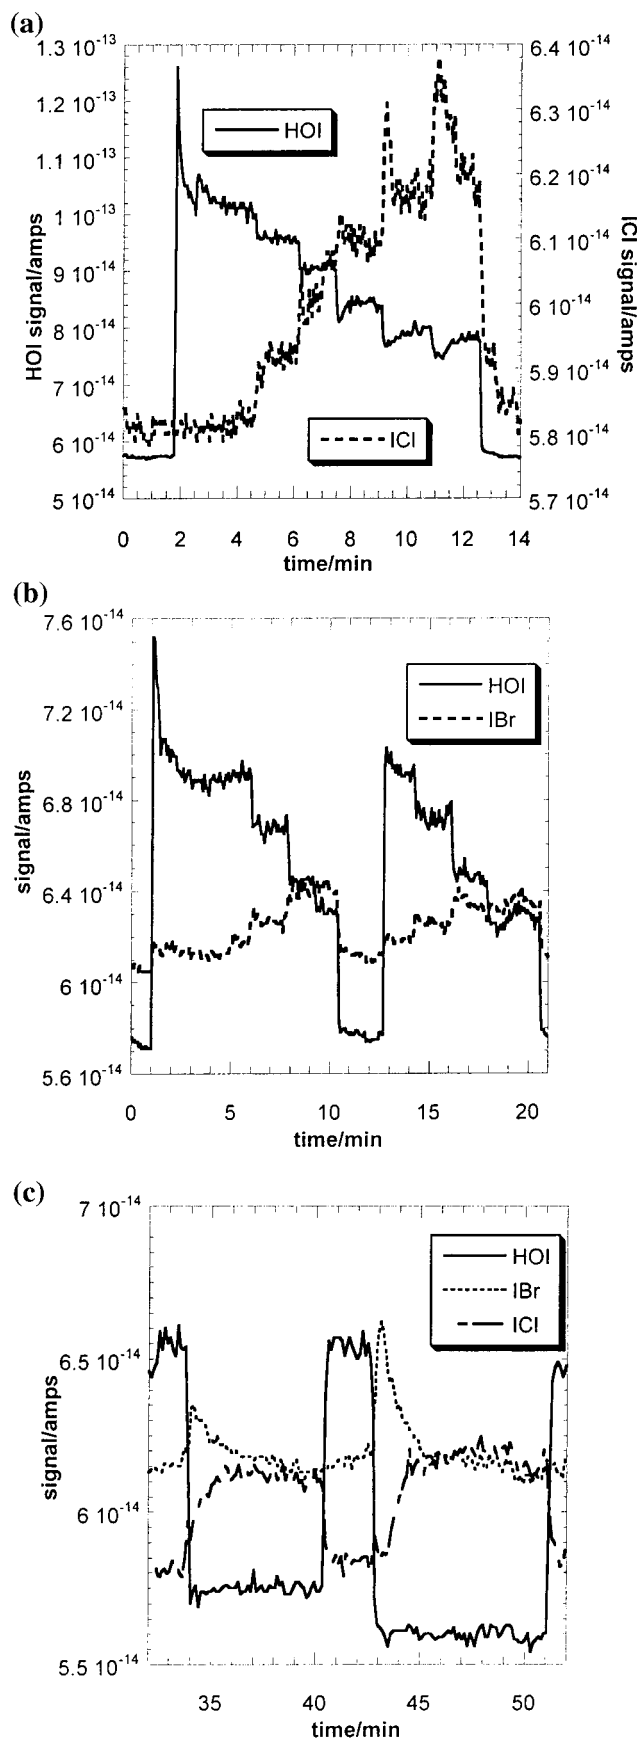 (a)
1.3 10-13
1.2 10-13
1.1 10-13
1 10-13
9 10-14
8 10-14
7 10-14
6 10-14
5 10-14
HOI signal/amps
HOI
ICl
6.4 10-14
6.3 10-14
6.2 10-14
6.1 10-14
6 10-14
5.9 10-14
5.8 10-14
5.7 10-14
ICl signal/amps
0 2 4 6 8 10 12 14
time/min
(b)
7.6 10-14
7.2 10-14
6.8 10-14
6.4 10-14
6 10-14
5.6 10-14
signal/amps
HOI
IBr
0 5 10 15 20
time/min
(c)
7 10-14
6.5 10-14
6 10-14
5.5 10-14
signal/amps
HOI
IBr
ICl
35 40 45 50
time/min